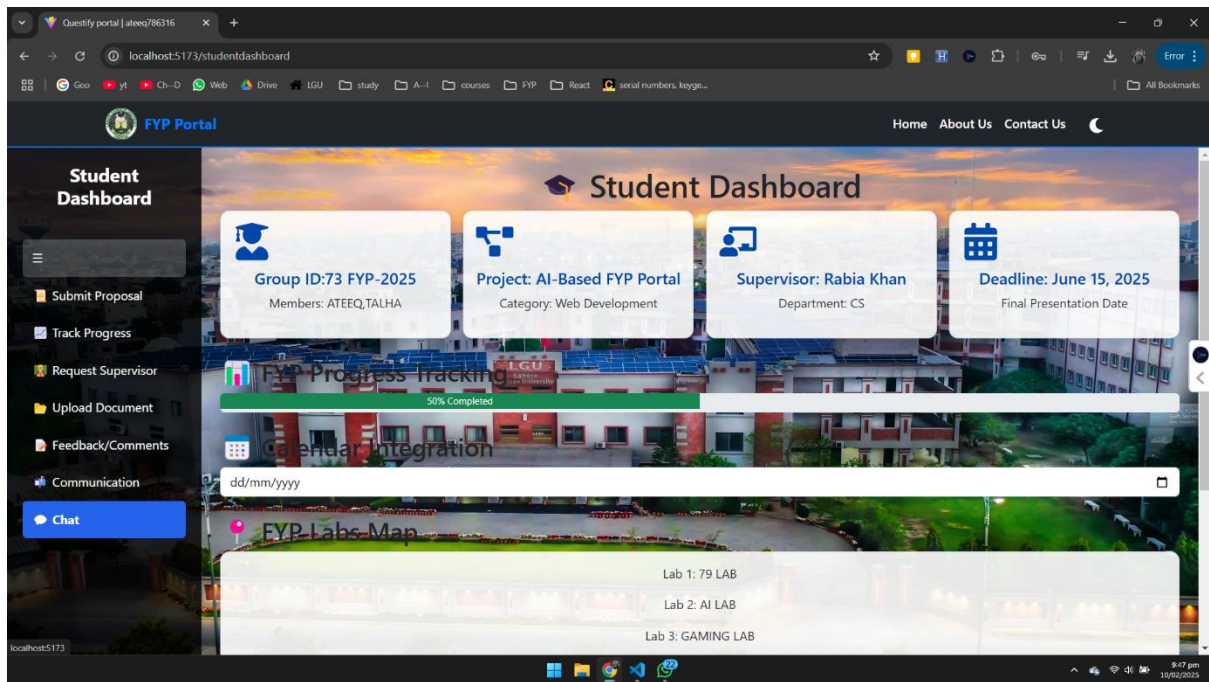 Questify portal | ateeq786316
localhost:5173/studentdashboard
Error
Goo
yt
Ch--D
Web
Drive
LGU
study
A--I
courses
FYP
React
serial numbers, keyge...
All Bookmarks
FYP Portal
Home About Us Contact Us
Student
Dashboard
Submit Proposal
Track Progress
Request Supervisor
Upload Document
Feedback/Comments
Communication
Chat
Student Dashboard
Group ID:73 FYP-2025
Members: ATEEQ,TALHA
Project: AI-Based FYP Portal
Category: Web Development
Supervisor: Rabia Khan
Department: CS
Deadline: June 15, 2025
Final Presentation Date
FYP Progress Tracking
LGU
50% Completed
Calendar Integration
dd/mm/yyyy
FYP Labs Map
Lab 1: 79 LAB
Lab 2: AI LAB
Lab 3: GAMING LAB
localhost:5173
22
9:47 pm
10/02/2025